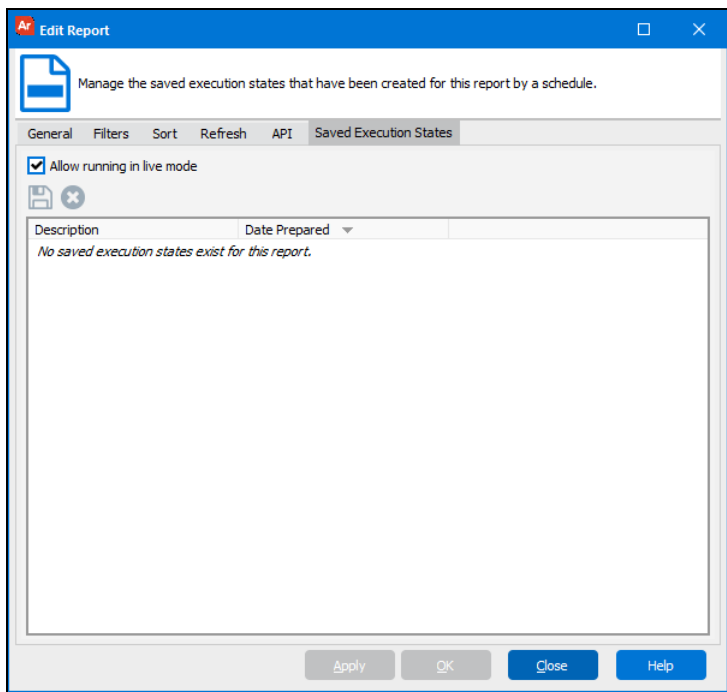 Ar Edit Report
Manage the saved execution states that have been created for this report by a schedule.
General Filters Sort Refresh API Saved Execution States
Allow running in live mode
Description Date Prepared
No saved execution states exist for this report.
Apply OK Close Help